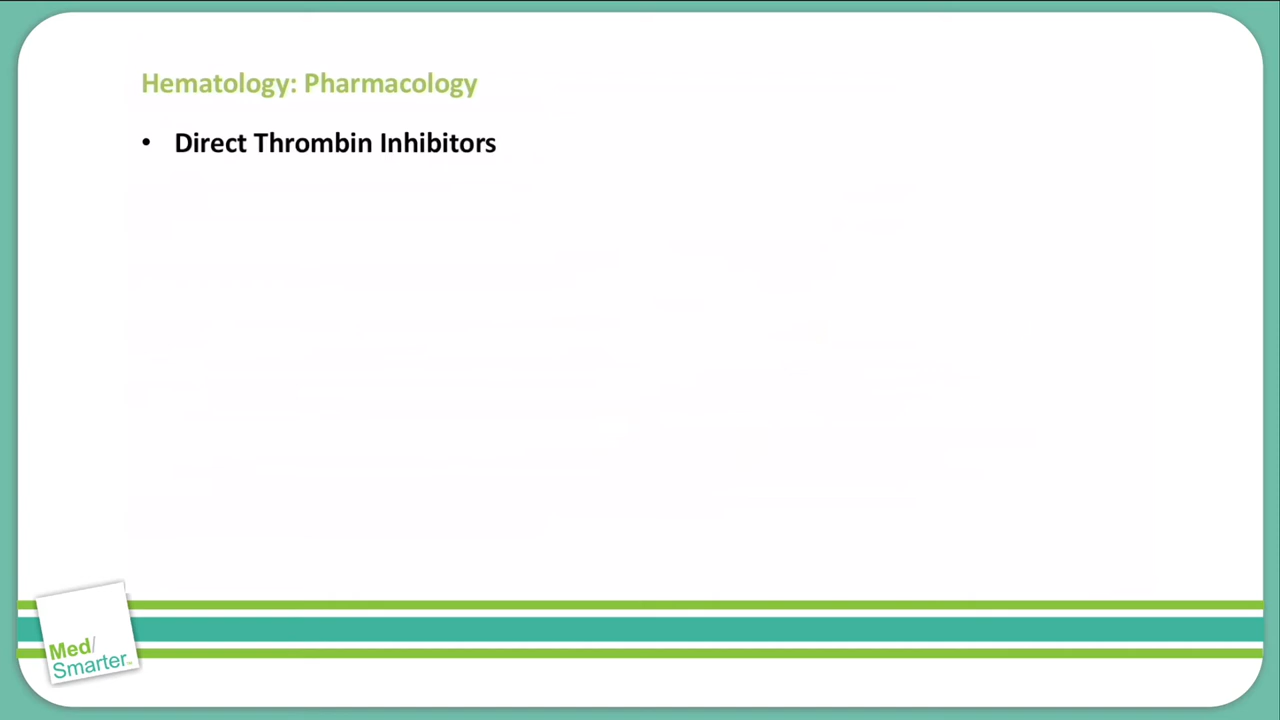 Hematology: Pharmacology
• Direct Thrombin Inhibitors
Med/
Smarter